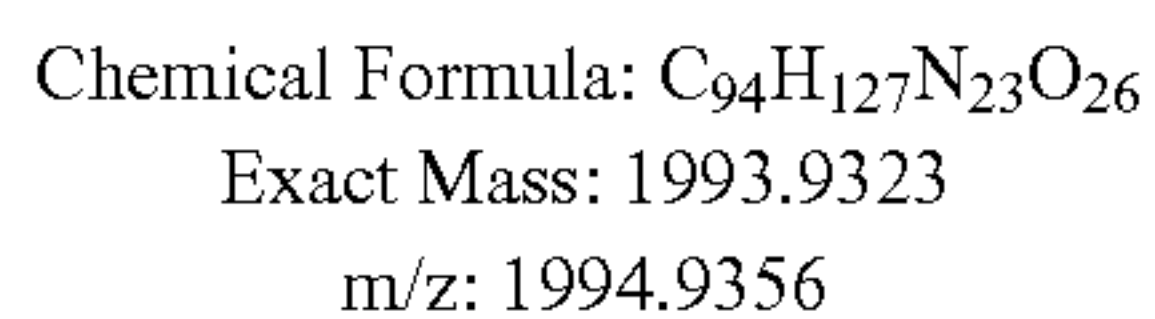 Chemical Formula: C₉₄H₁₂₇N₂₃O₂₆
Exact Mass: 1993.9323
m/z: 1994.9356